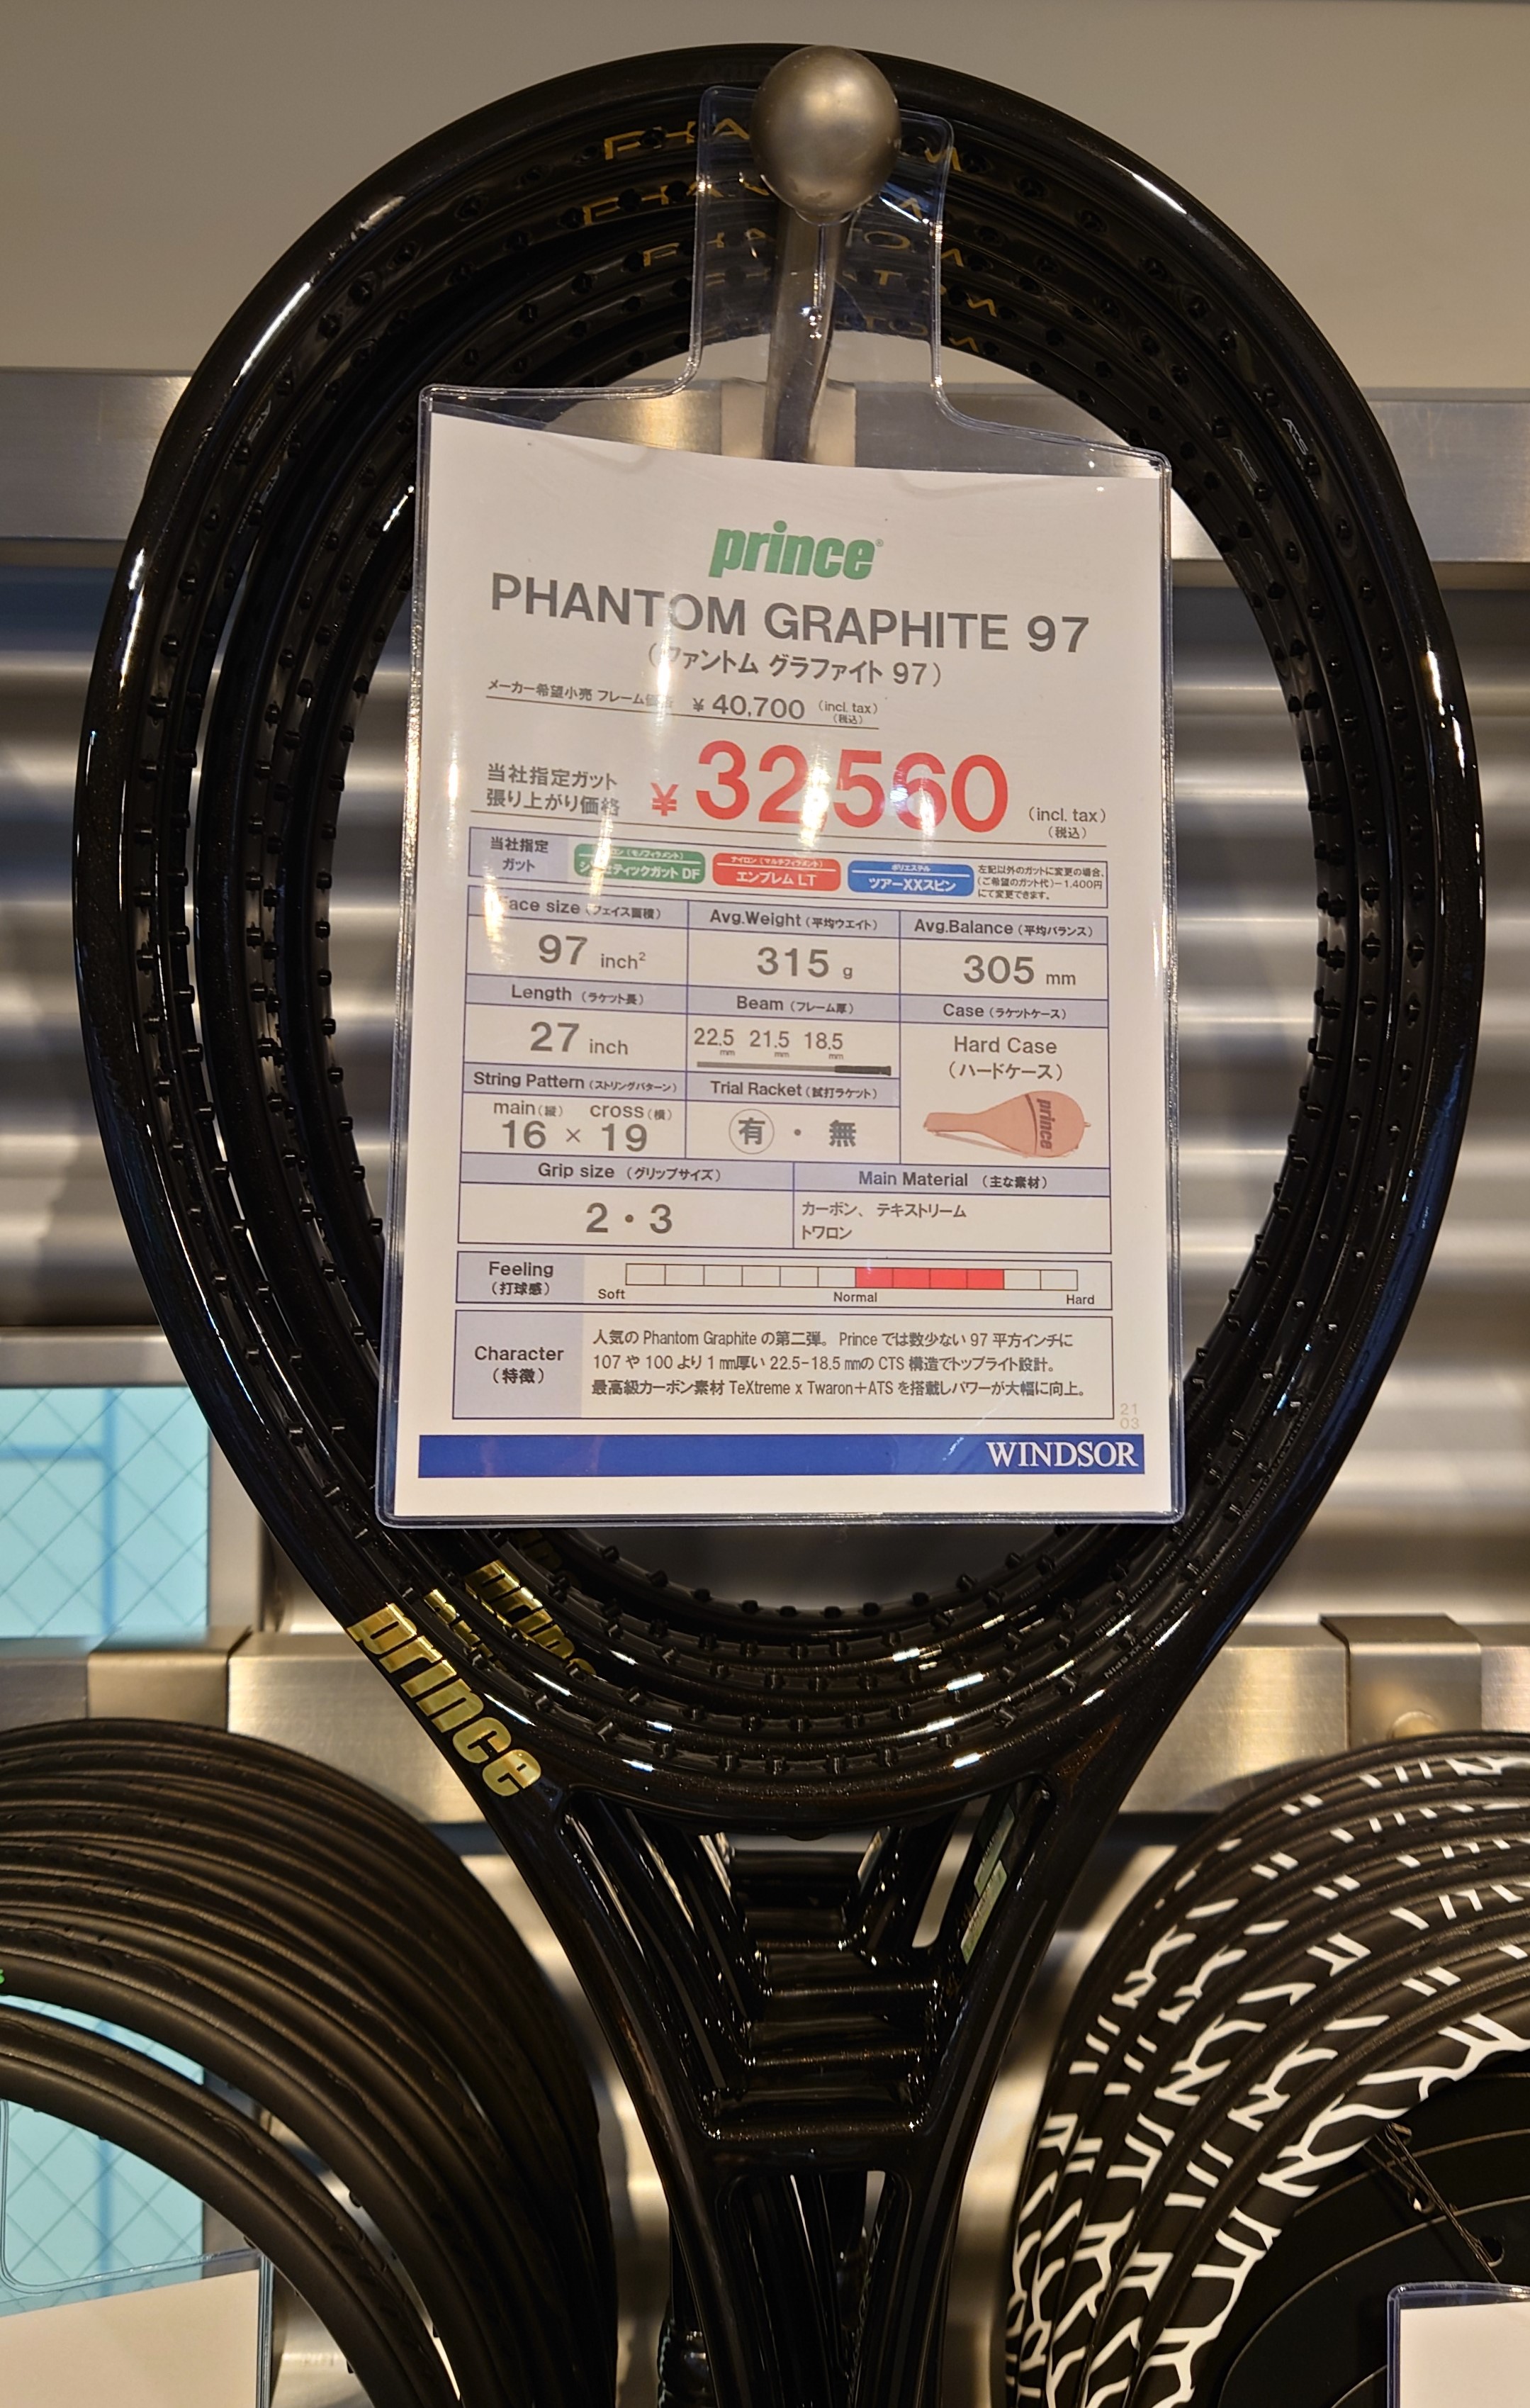 PHA
prince
PHANTOM GRAPHITE 97
(ファントム グラファイト 97)
メーカー希望小売 フレーム価格 ¥ 40,700 (incl. tax)
(税込)
当社指定ガット
張り上がり価格 ¥ 32,560 (incl. tax)
(税込)
当社指定
ガット
シンセティックガット DF
ナイロン(マルチフィラメント)
エンブレム LT
ポリエステル
ツアーXXスピン
左記以外のガットに変更の場合、
(ご希望のガット代)-1,400円
にて変更できます。
Face size (フェイス面積) Avg.Weight (平均ウエイト) Avg.Balance (平均バランス)
97 inch² 315 g 305 mm
Length (ラケット長) Beam (フレーム厚) Case (ラケットケース)
27 inch 22.5 mm 21.5 mm 18.5 mm Hard Case
(ハードケース)
String Pattern (ストリングパターン) Trial Racket (試打ラケット)
main(縦) cross(横)
16 × 19 有 ・ 無
prince
Grip size (グリップサイズ) Main Material (主な素材)
2・3 カーボン、テキストリーム
トワロン
Feeling
(打球感)
Soft Normal Hard
Character
(特徴)
人気の Phantom Graphite の第二弾。 Prince では数少ない 97 平方インチに
107 や 100 より 1 mm厚い 22.5-18.5 mmの CTS 構造でトップライト設計。
最高級カーボン素材 TeXtreme x Twaron+ATS を搭載しパワーが大幅に向上。
21
03
WINDSOR
prince
prince